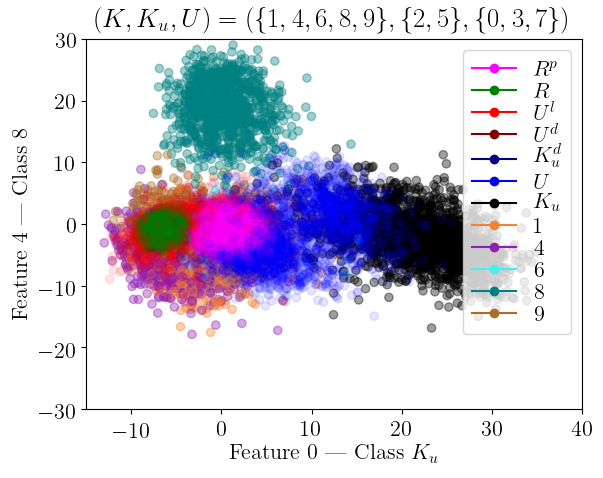 (K, K_u, U) = ({1, 4, 6, 8, 9}, {2, 5}, {0, 3, 7})
30
20
10
0
−10
−20
−30
Feature 4 — Class 8
R^p
R
U^l
U^d
K_u^d
U
K_u
1
4
6
8
9
−10
0
10
20
30
40
Feature 0 — Class K_u